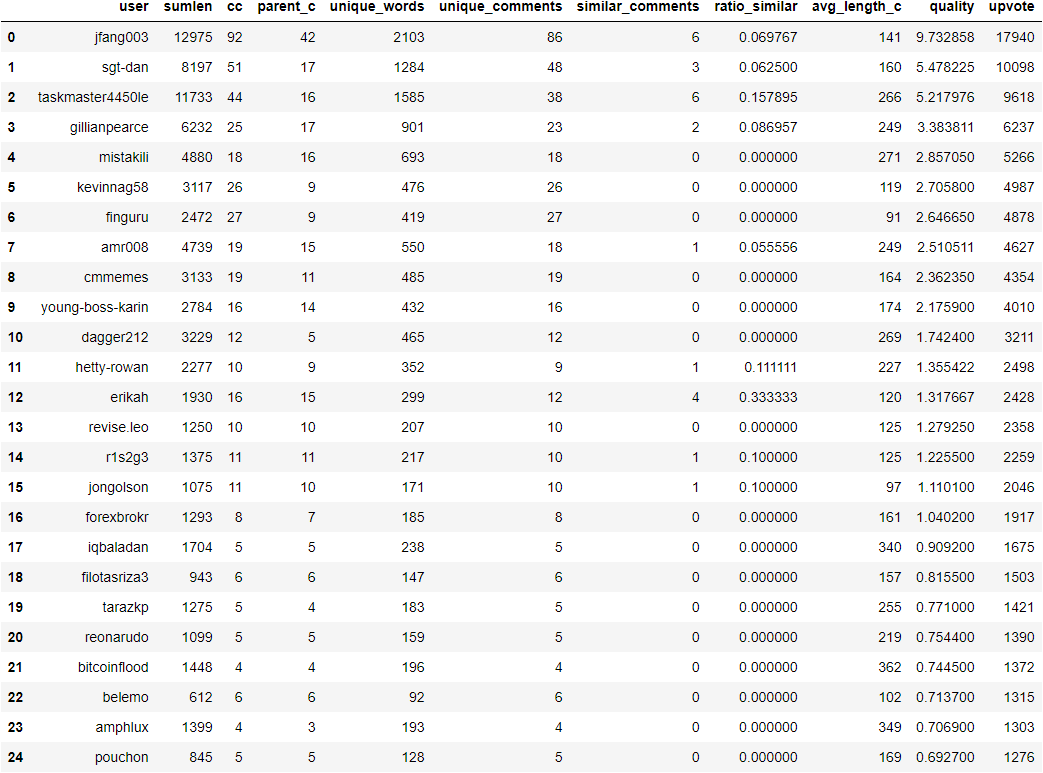 user sumlen cc parent_c unique_words unique_comments similar_comments ratio_similar avg_length_c quality upvote
0 jfang003 12975 92 42 2103 86 6 0.069767 141 9.732858 17940
1 sgt-dan 8197 51 17 1284 48 3 0.062500 160 5.478225 10098
2 taskmaster4450le 11733 44 16 1585 38 6 0.157895 266 5.217976 9618
3 gillianpearce 6232 25 17 901 23 2 0.086957 249 3.383811 6237
4 mistakili 4880 18 16 693 18 0 0.000000 271 2.857050 5266
5 kevinnag58 3117 26 9 476 26 0 0.000000 119 2.705800 4987
6 finguru 2472 27 9 419 27 0 0.000000 91 2.646650 4878
7 amr008 4739 19 15 550 18 1 0.055556 249 2.510511 4627
8 cmmemes 3133 19 11 485 19 0 0.000000 164 2.362350 4354
9 young-boss-karin 2784 16 14 432 16 0 0.000000 174 2.175900 4010
10 dagger212 3229 12 5 465 12 0 0.000000 269 1.742400 3211
11 hetty-rowan 2277 10 9 352 9 1 0.111111 227 1.355422 2498
12 erikah 1930 16 15 299 12 4 0.333333 120 1.317667 2428
13 revise.leo 1250 10 10 207 10 0 0.000000 125 1.279250 2358
14 r1s2g3 1375 11 11 217 10 1 0.100000 125 1.225500 2259
15 jongolson 1075 11 10 171 10 1 0.100000 97 1.110100 2046
16 forexbrokr 1293 8 7 185 8 0 0.000000 161 1.040200 1917
17 iqbaladan 1704 5 5 238 5 0 0.000000 340 0.909200 1675
18 filotasriza3 943 6 6 147 6 0 0.000000 157 0.815500 1503
19 tarazkp 1275 5 4 183 5 0 0.000000 255 0.771000 1421
20 reonarudo 1099 5 5 159 5 0 0.000000 219 0.754400 1390
21 bitcoinflood 1448 4 4 196 4 0 0.000000 362 0.744500 1372
22 belemo 612 6 6 92 6 0 0.000000 102 0.713700 1315
23 amphlux 1399 4 3 193 4 0 0.000000 349 0.706900 1303
24 pouchon 845 5 5 128 5 0 0.000000 169 0.692700 1276